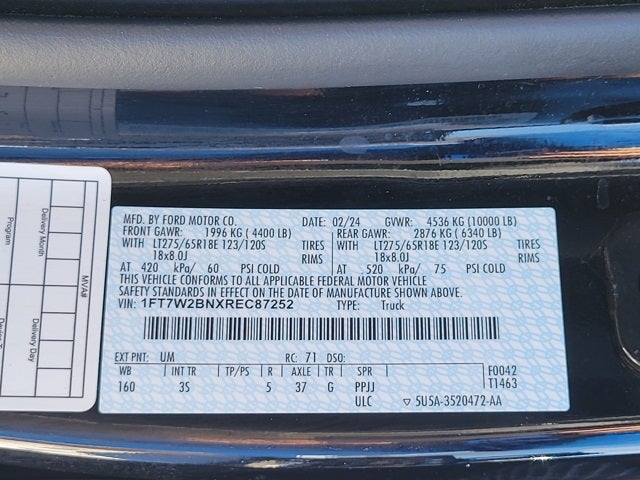 MFD. BY FORD MOTOR CO. DATE: 02/24 GVWR: 4536 KG (10000 LB)
FRONT GAWR: 1996 KG ( 4400 LB) REAR GAWR: 2876 KG ( 6340 LB)
LT275/65R18E 123/120S TIRES LT275/65R18E 123/120S TIRES
18x8.0J RIMS 18x8.0J RIMS
AT 420 kPa/ 60 PSI COLD AT 520 kPa/ 75 PSI COLD
THIS VEHICLE CONFORMS TO ALL APPLICABLE FEDERAL MOTOR VEHICLE
SAFETY STANDARDS IN EFFECT ON THE DATE OF MANUFACTURE SHOWN ABOVE.
VIN: 1FT7W2BNXREC87252 TYPE: Truck
EXT PNT: UM RC: 71 DSO:
WB INT TR TP/PS R AXLE TR SPR F0042
160 3S 5 37 G PPJJ T1463
ULC 5U5A-3520472-AA
MVA#
Delivery Month
Delivery Day
Program